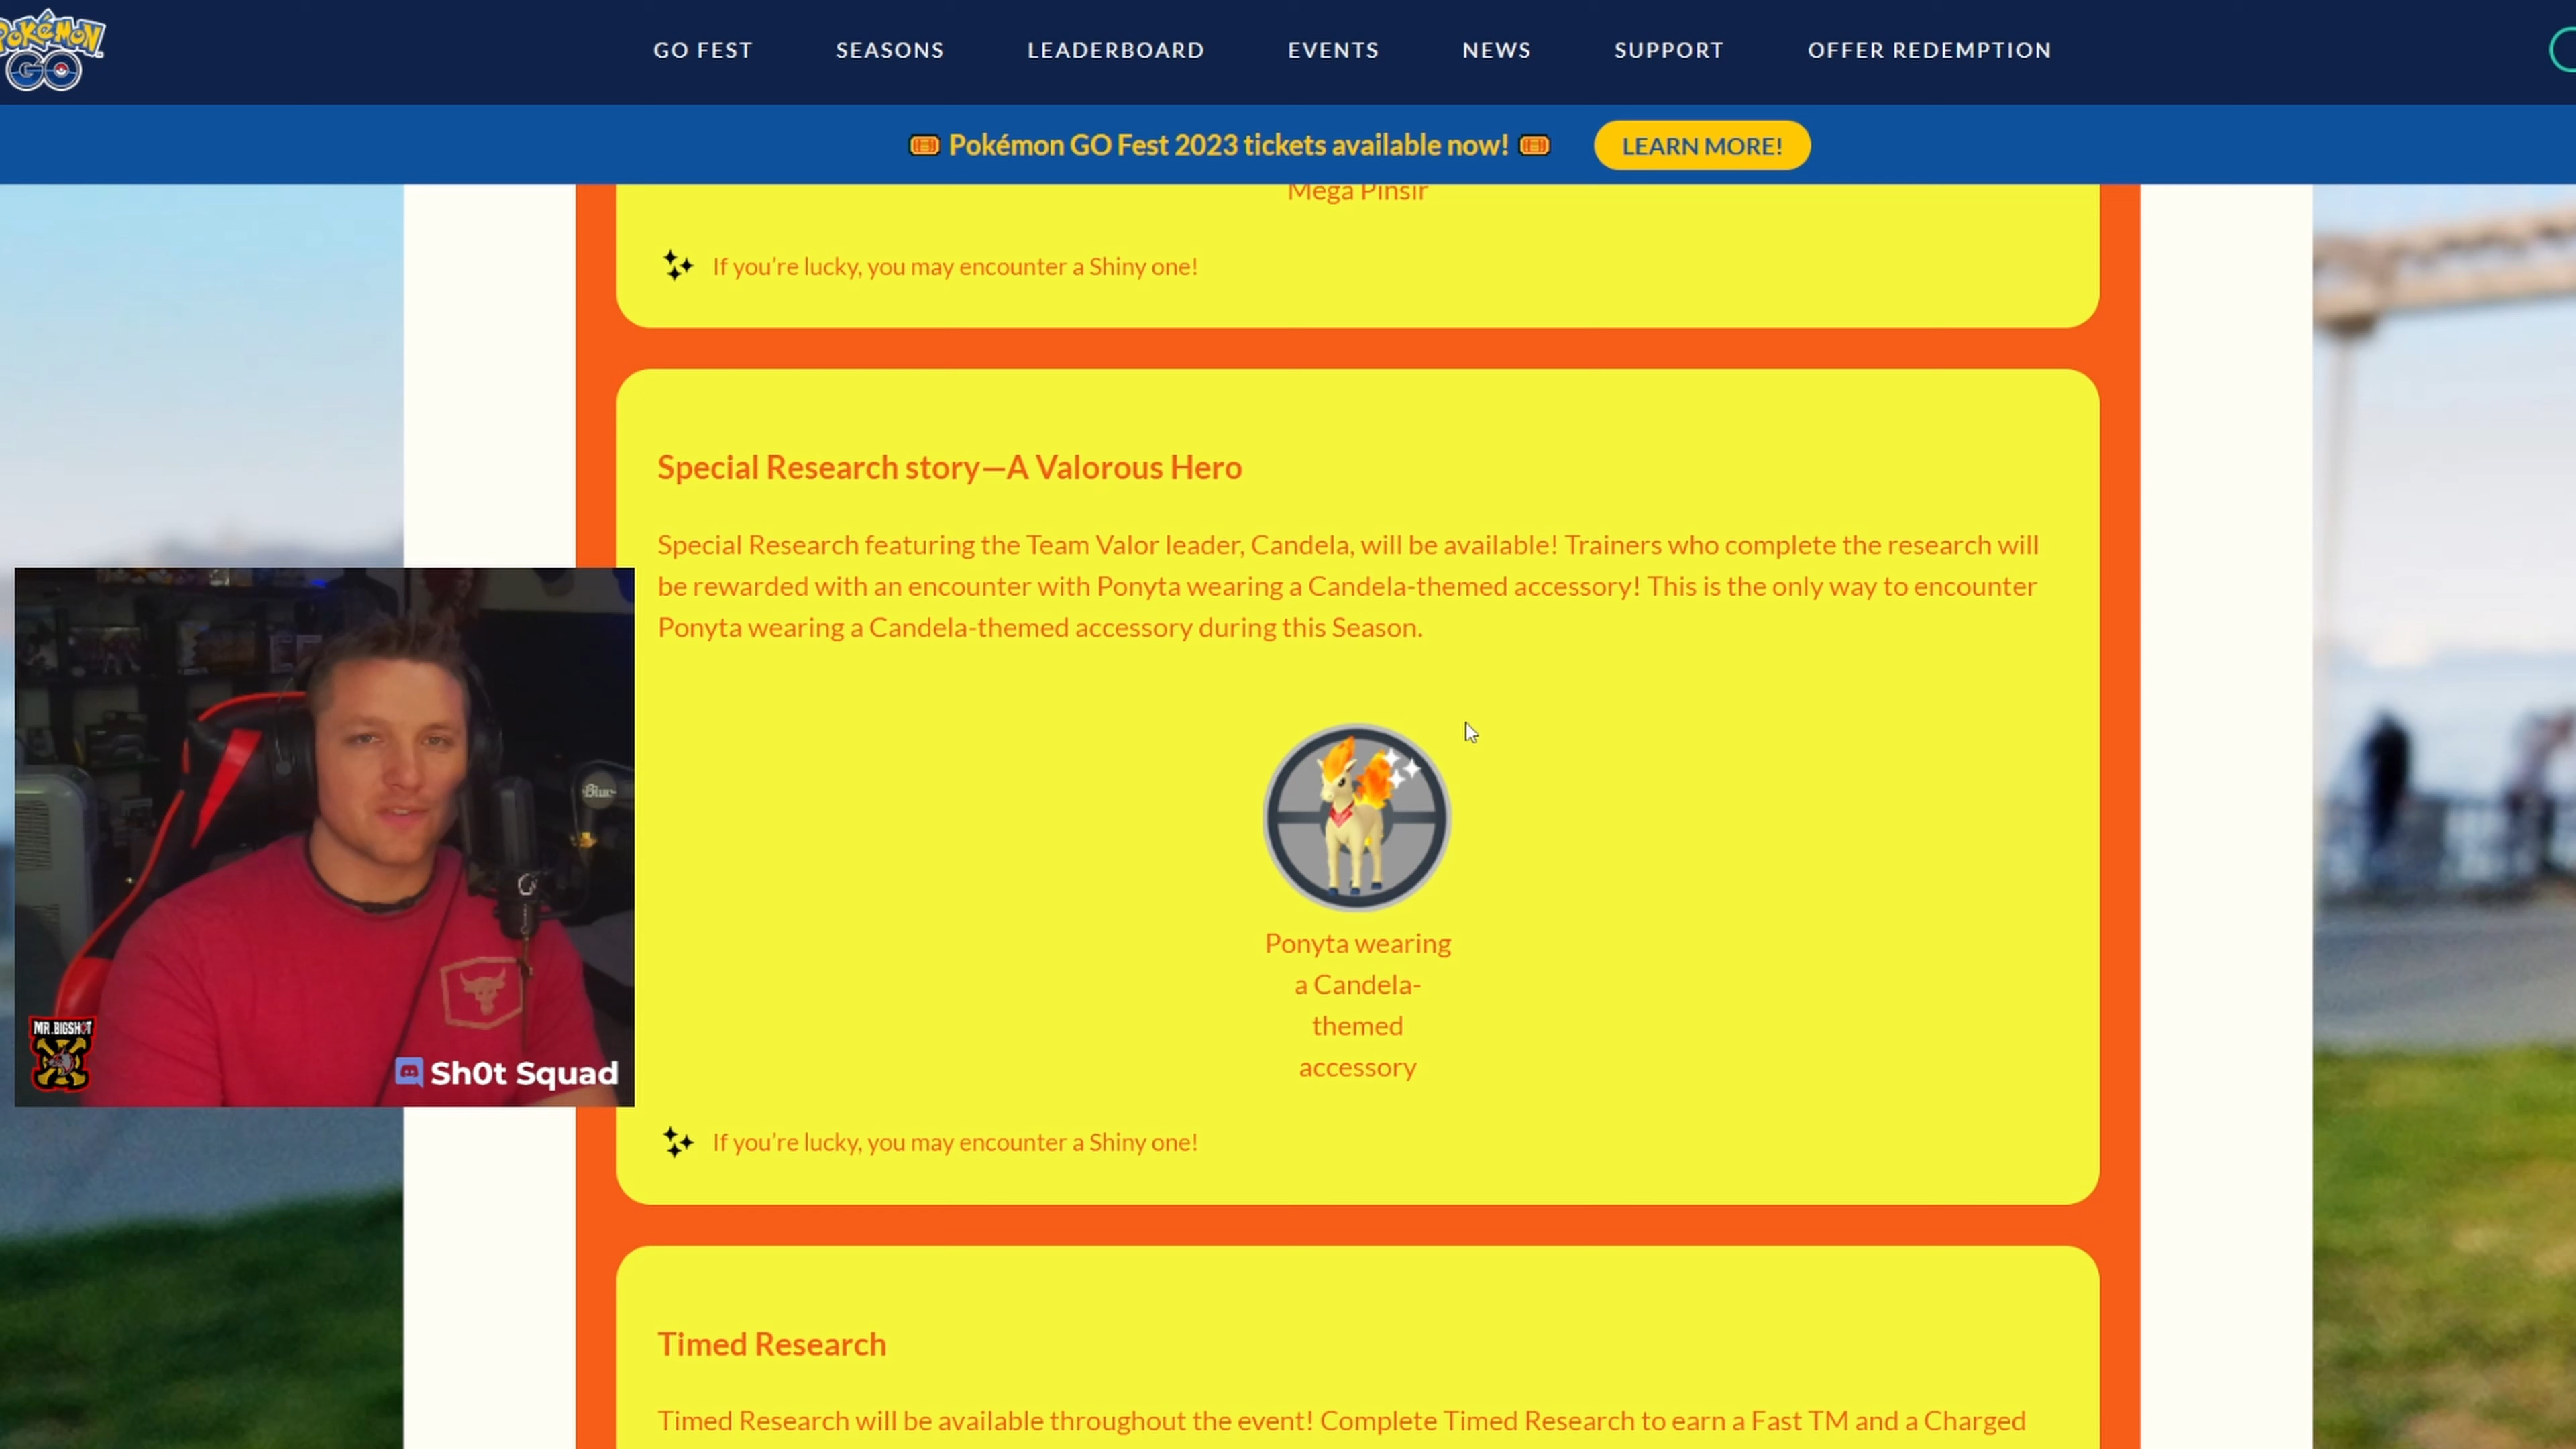 POKÉMON
GO
GO FEST
SEASONS
LEADERBOARD
EVENTS
NEWS
SUPPORT
OFFER REDEMPTION
Pokémon GO Fest 2023 tickets available now!
LEARN MORE!
Mega Pinsir
If you’re lucky, you may encounter a Shiny one!
Special Research story—A Valorous Hero
Special Research featuring the Team Valor leader, Candela, will be available! Trainers who complete the research will
be rewarded with an encounter with Ponyta wearing a Candela-themed accessory! This is the only way to encounter
Ponyta wearing a Candela-themed accessory during this Season.
Ponyta wearing
a Candela-
themed
accessory
If you’re lucky, you may encounter a Shiny one!
Blue
MR.BIGSH0T
Sh0t Squad
Timed Research
Timed Research will be available throughout the event! Complete Timed Research to earn a Fast TM and a Charged